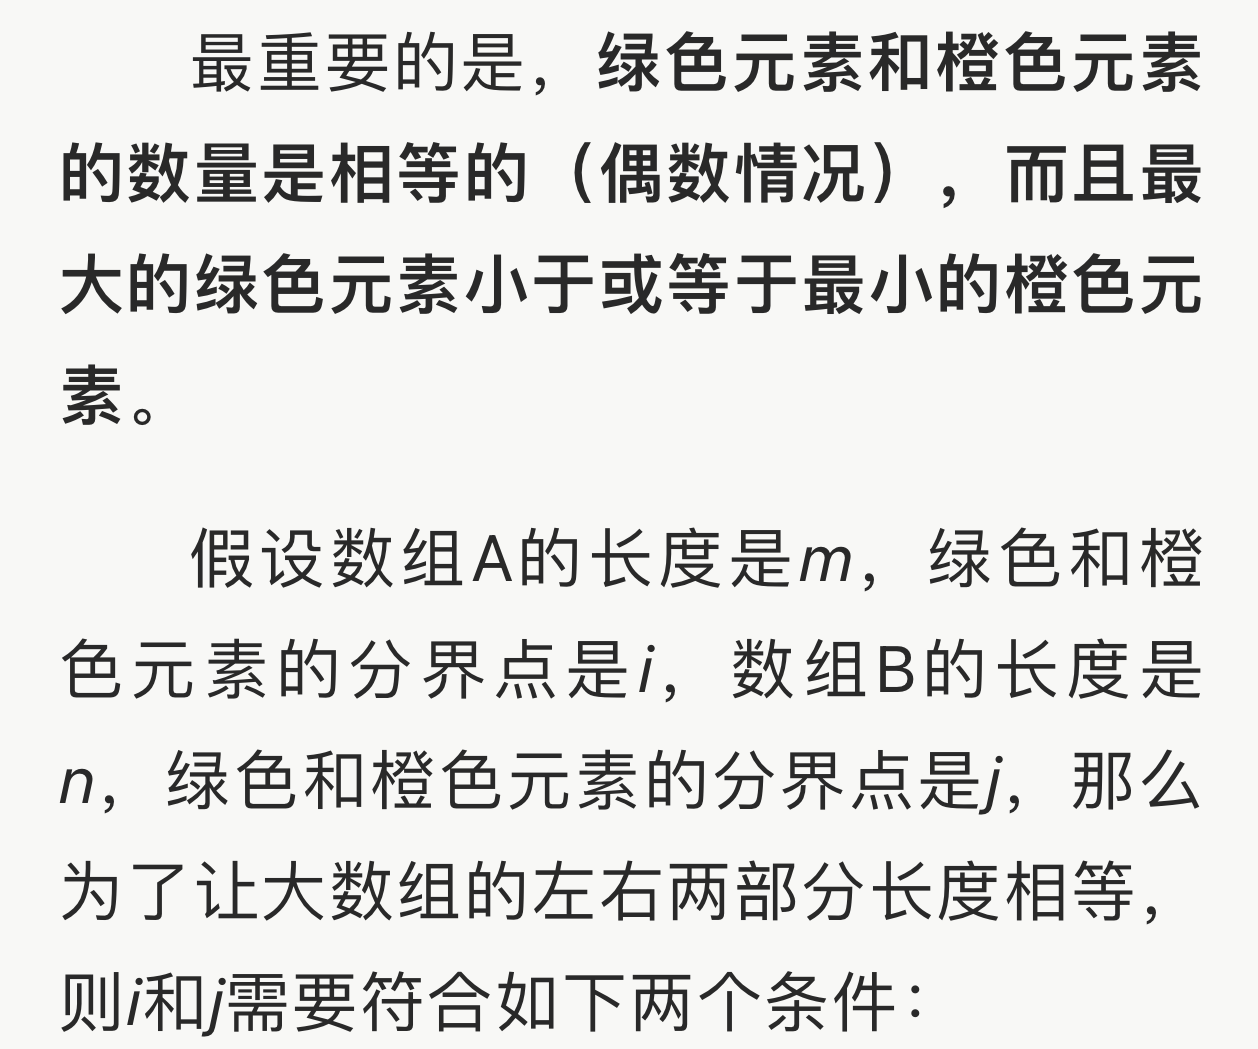 最重要的是，绿色元素和橙色元素
的数量是相等的（偶数情况），而且最
大的绿色元素小于或等于最小的橙色元
素。
假设数组A的长度是m，绿色和橙
色元素的分界点是i，数组B的长度是
n，绿色和橙色元素的分界点是j，那么
为了让大数组的左右两部分长度相等，
则i和j需要符合如下两个条件：